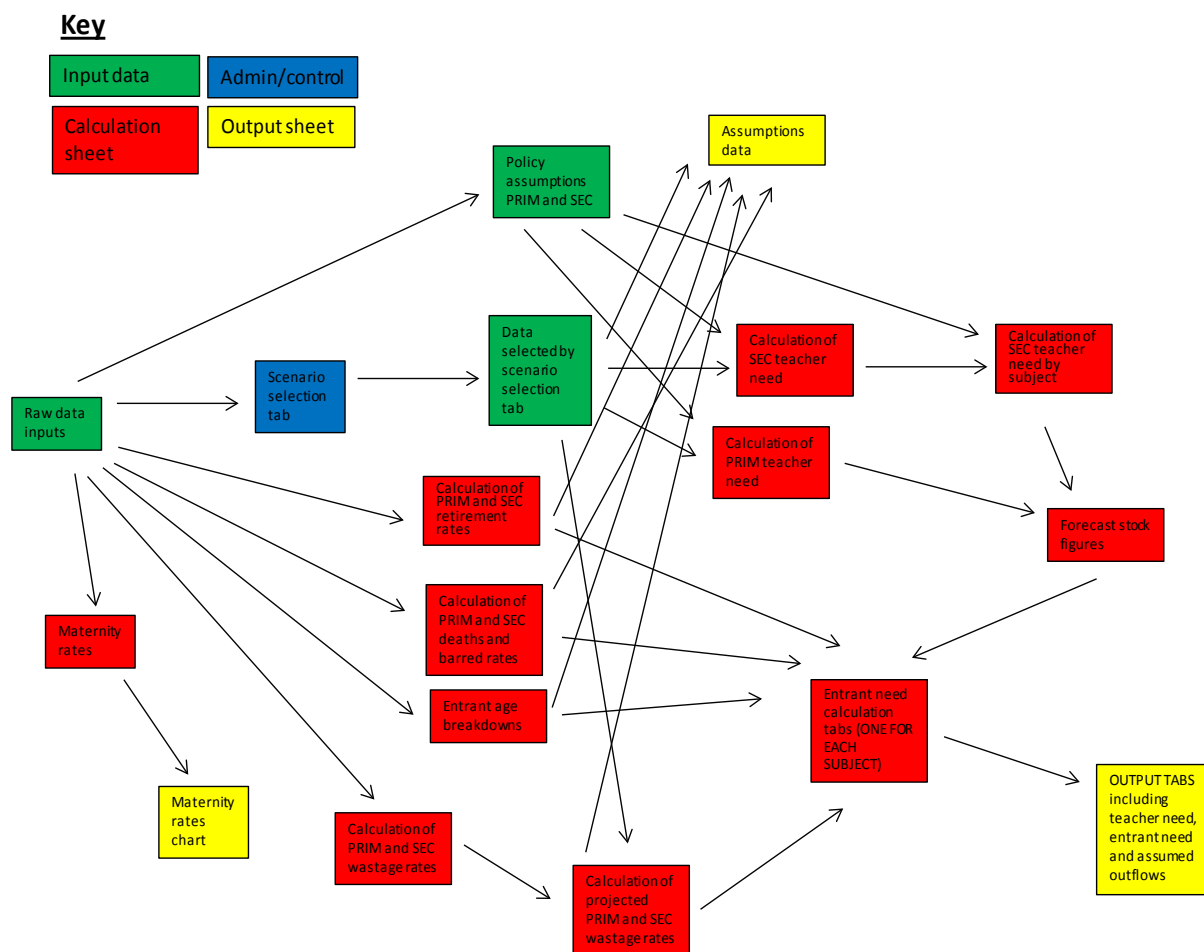 Key
Input data
Admin/control
Calculation
sheet
Output sheet
Assumptions
data
Policy
assumptions
PRIM and SEC
Data
selected by
scenario
selection
tab
Calculation of
SEC teacher
need
Calculation of
SEC teacher
need by
subject
Scenario
selection
tab
Raw data
inputs
Calculation of
PRIM teacher
need
Calculation of
PRIM and SEC
retirement
rates
Forecast stock
figures
Calculation of
PRIM and SEC
deaths and
barred rates
Maternity
rates
Entrant age
breakdowns
Entrant need
calculation
tabs (ONE FOR
EACH
SUBJECT)
Maternity
rates
chart
Calculation of
PRIM and SEC
wastage rates
OUTPUT TABS
including
teacher need,
entrant need
and assumed
outflows
Calculation of
projected
PRIM and SEC
wastage rates